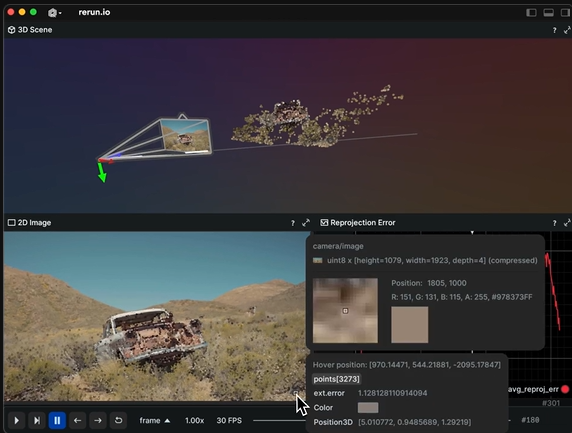 rerun.io
3D Scene
?
2D Image
?
Reprojection Error
?
camera/image
uint8 x [height=1079, width=1923, depth=4] (compressed)
Position: 1805, 1000
R: 151, G: 131, B: 115, A: 255, #978373FF
Hover position: [970.14471, 544.21881, -2095.17847]
points[3273]
ext.error 1.128128110914094
Color
Position3D [5.010772, 0.9485689, 1.29219]
avg_reproj_err
#301
frame 1.00x 30 FPS
#180